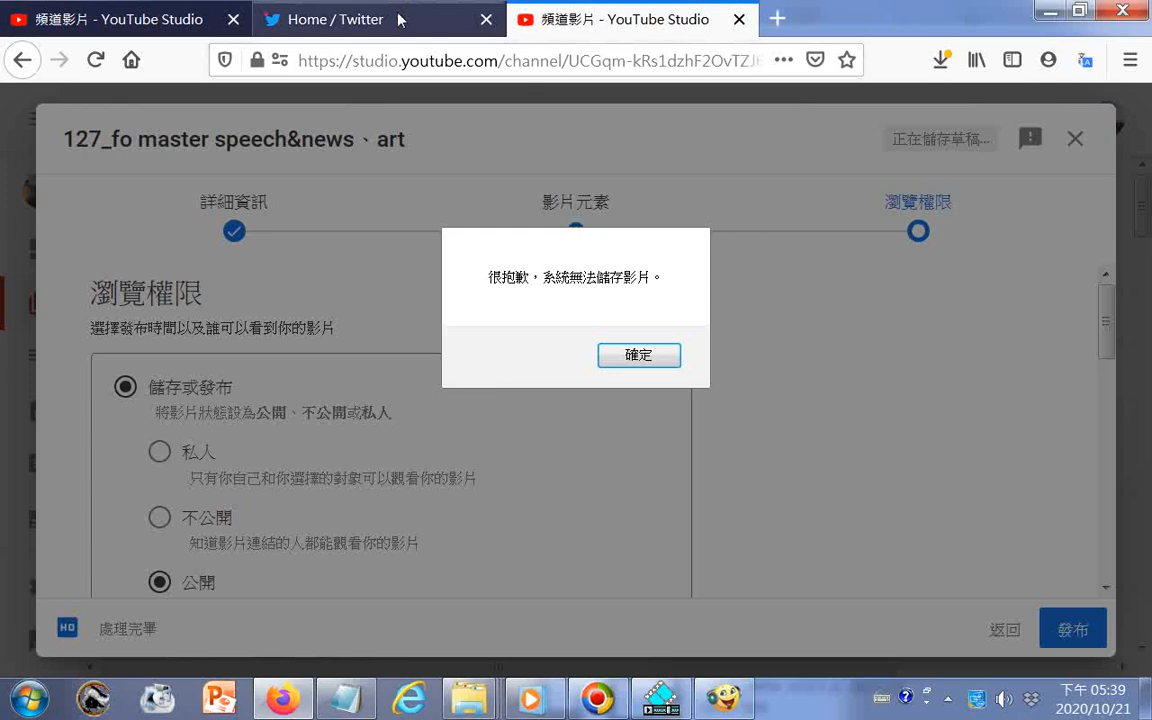 頻道影片 - YouTube Studio
Home / Twitter
頻道影片 - YouTube Studio
https://studio.youtube.com/channel/UCGqm-kRs1dzhF2OvTZJ
127_fo master speech&news、art
正在儲存草稿...
詳細資訊
影片元素
瀏覽權限
很抱歉，系統無法儲存影片。
確定
瀏覽權限
選擇發布時間以及誰可以看到你的影片
儲存或發布
將影片狀態設為公開、不公開或私人
私人
只有你自己和你選擇的對象可以觀看你的影片
不公開
知道影片連結的人都能觀看你的影片
公開
HD
處理完畢
返回
發布
下午 05:39
2020/10/21